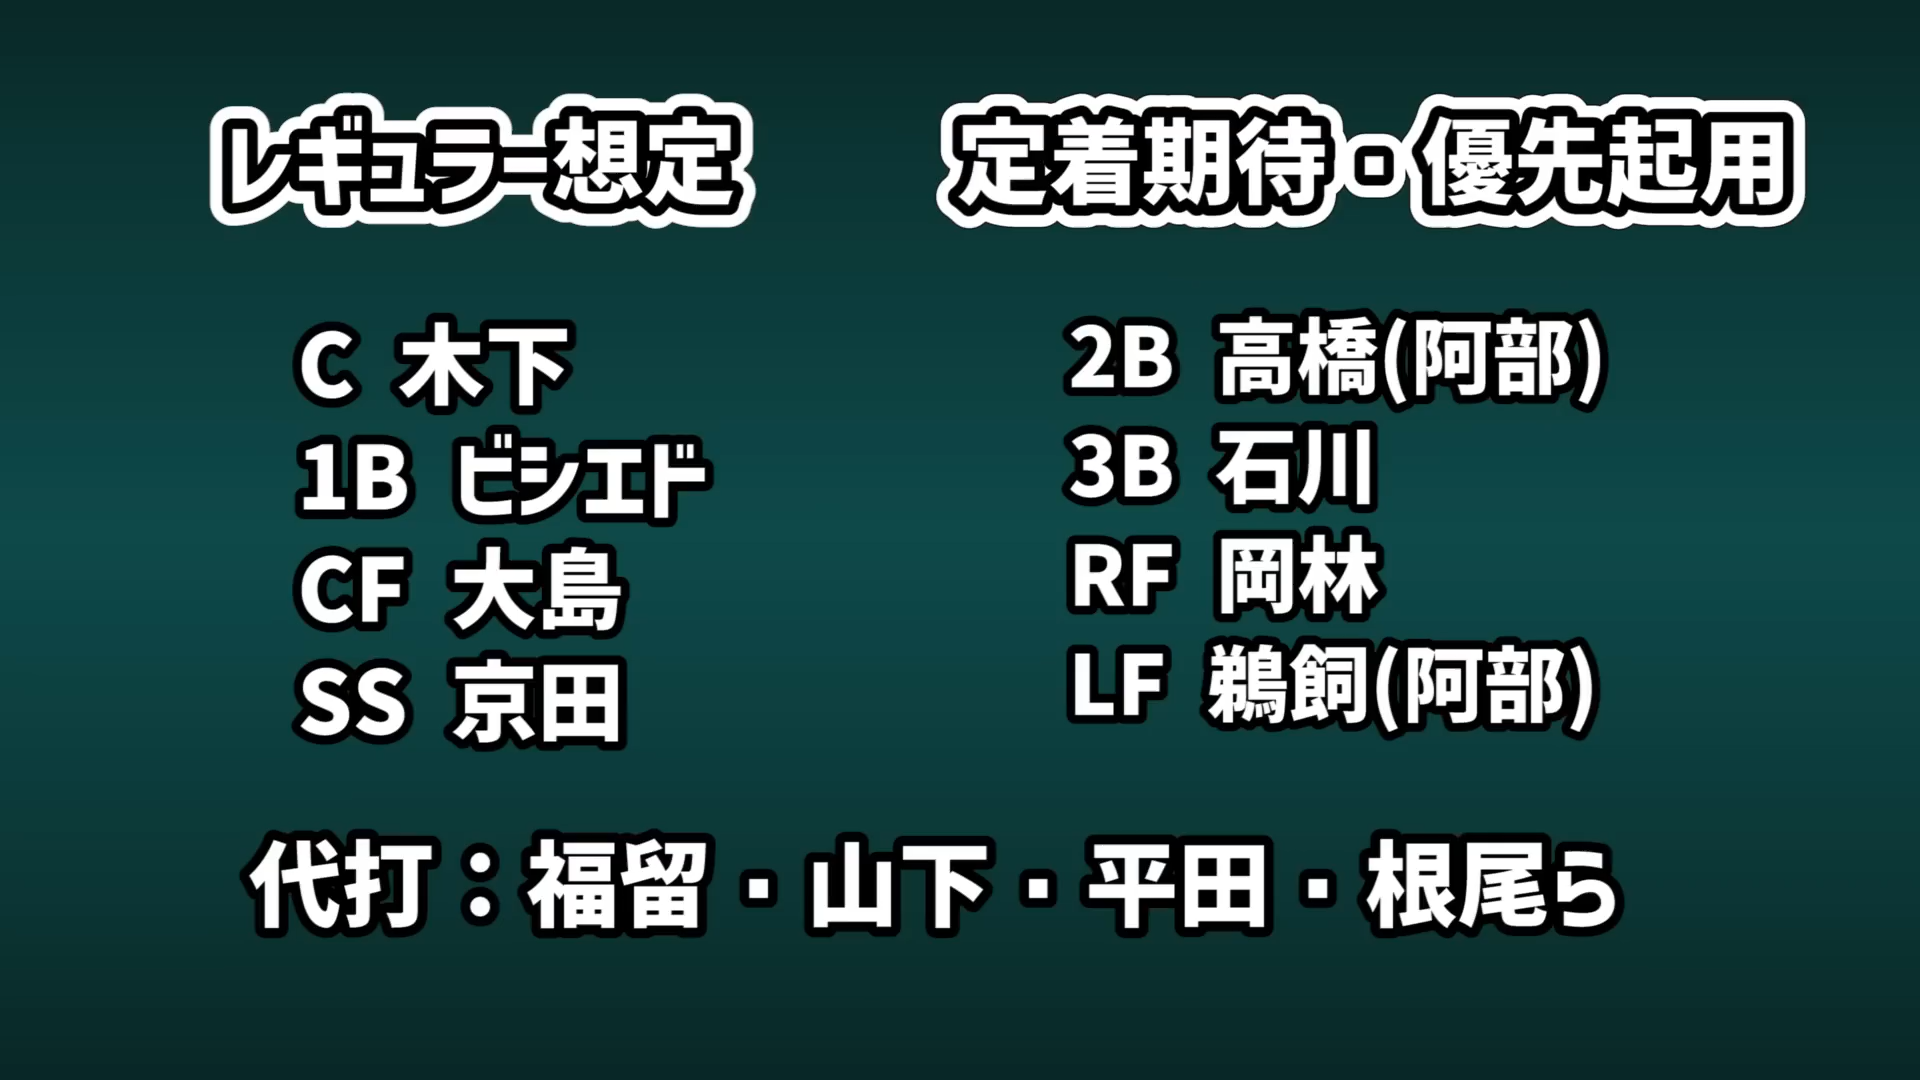 レギュラー想定
C 木下
1B ビシエド
CF 大島
SS 京田
定着期待・優先起用
2B 高橋(阿部)
3B 石川
RF 岡林
LF 鵜飼(阿部)
代打：福留・山下・平田・根尾ら